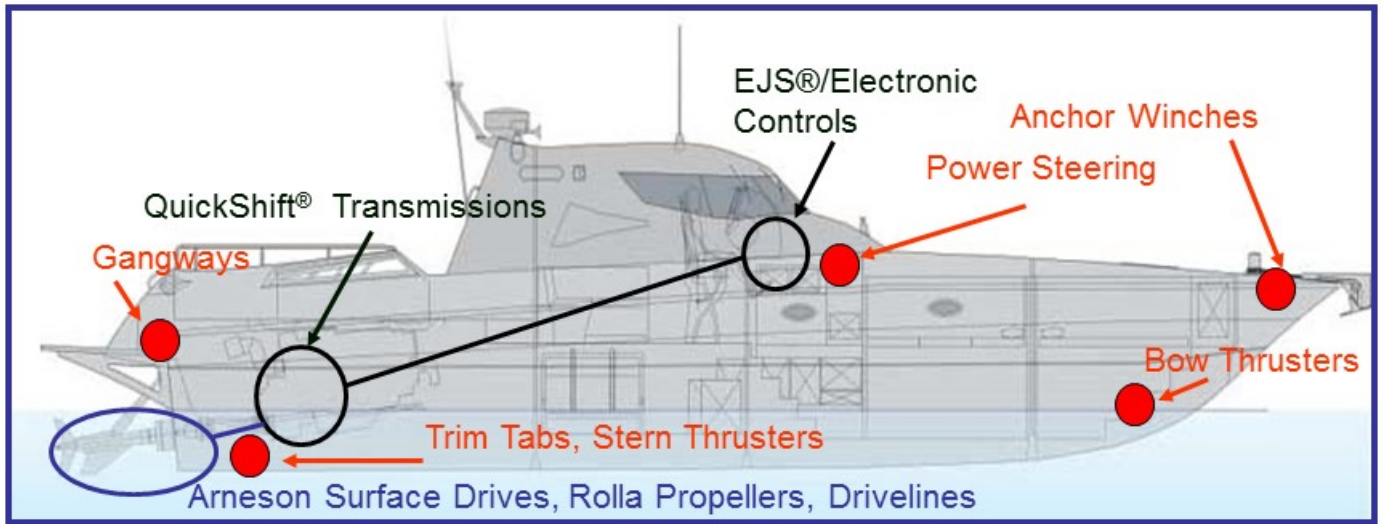 EJS®/Electronic
Controls
Anchor Winches
Power Steering
QuickShift® Transmissions
Gangways
Bow Thrusters
Trim Tabs, Stern Thrusters
Arneson Surface Drives, Rolla Propellers, Drivelines